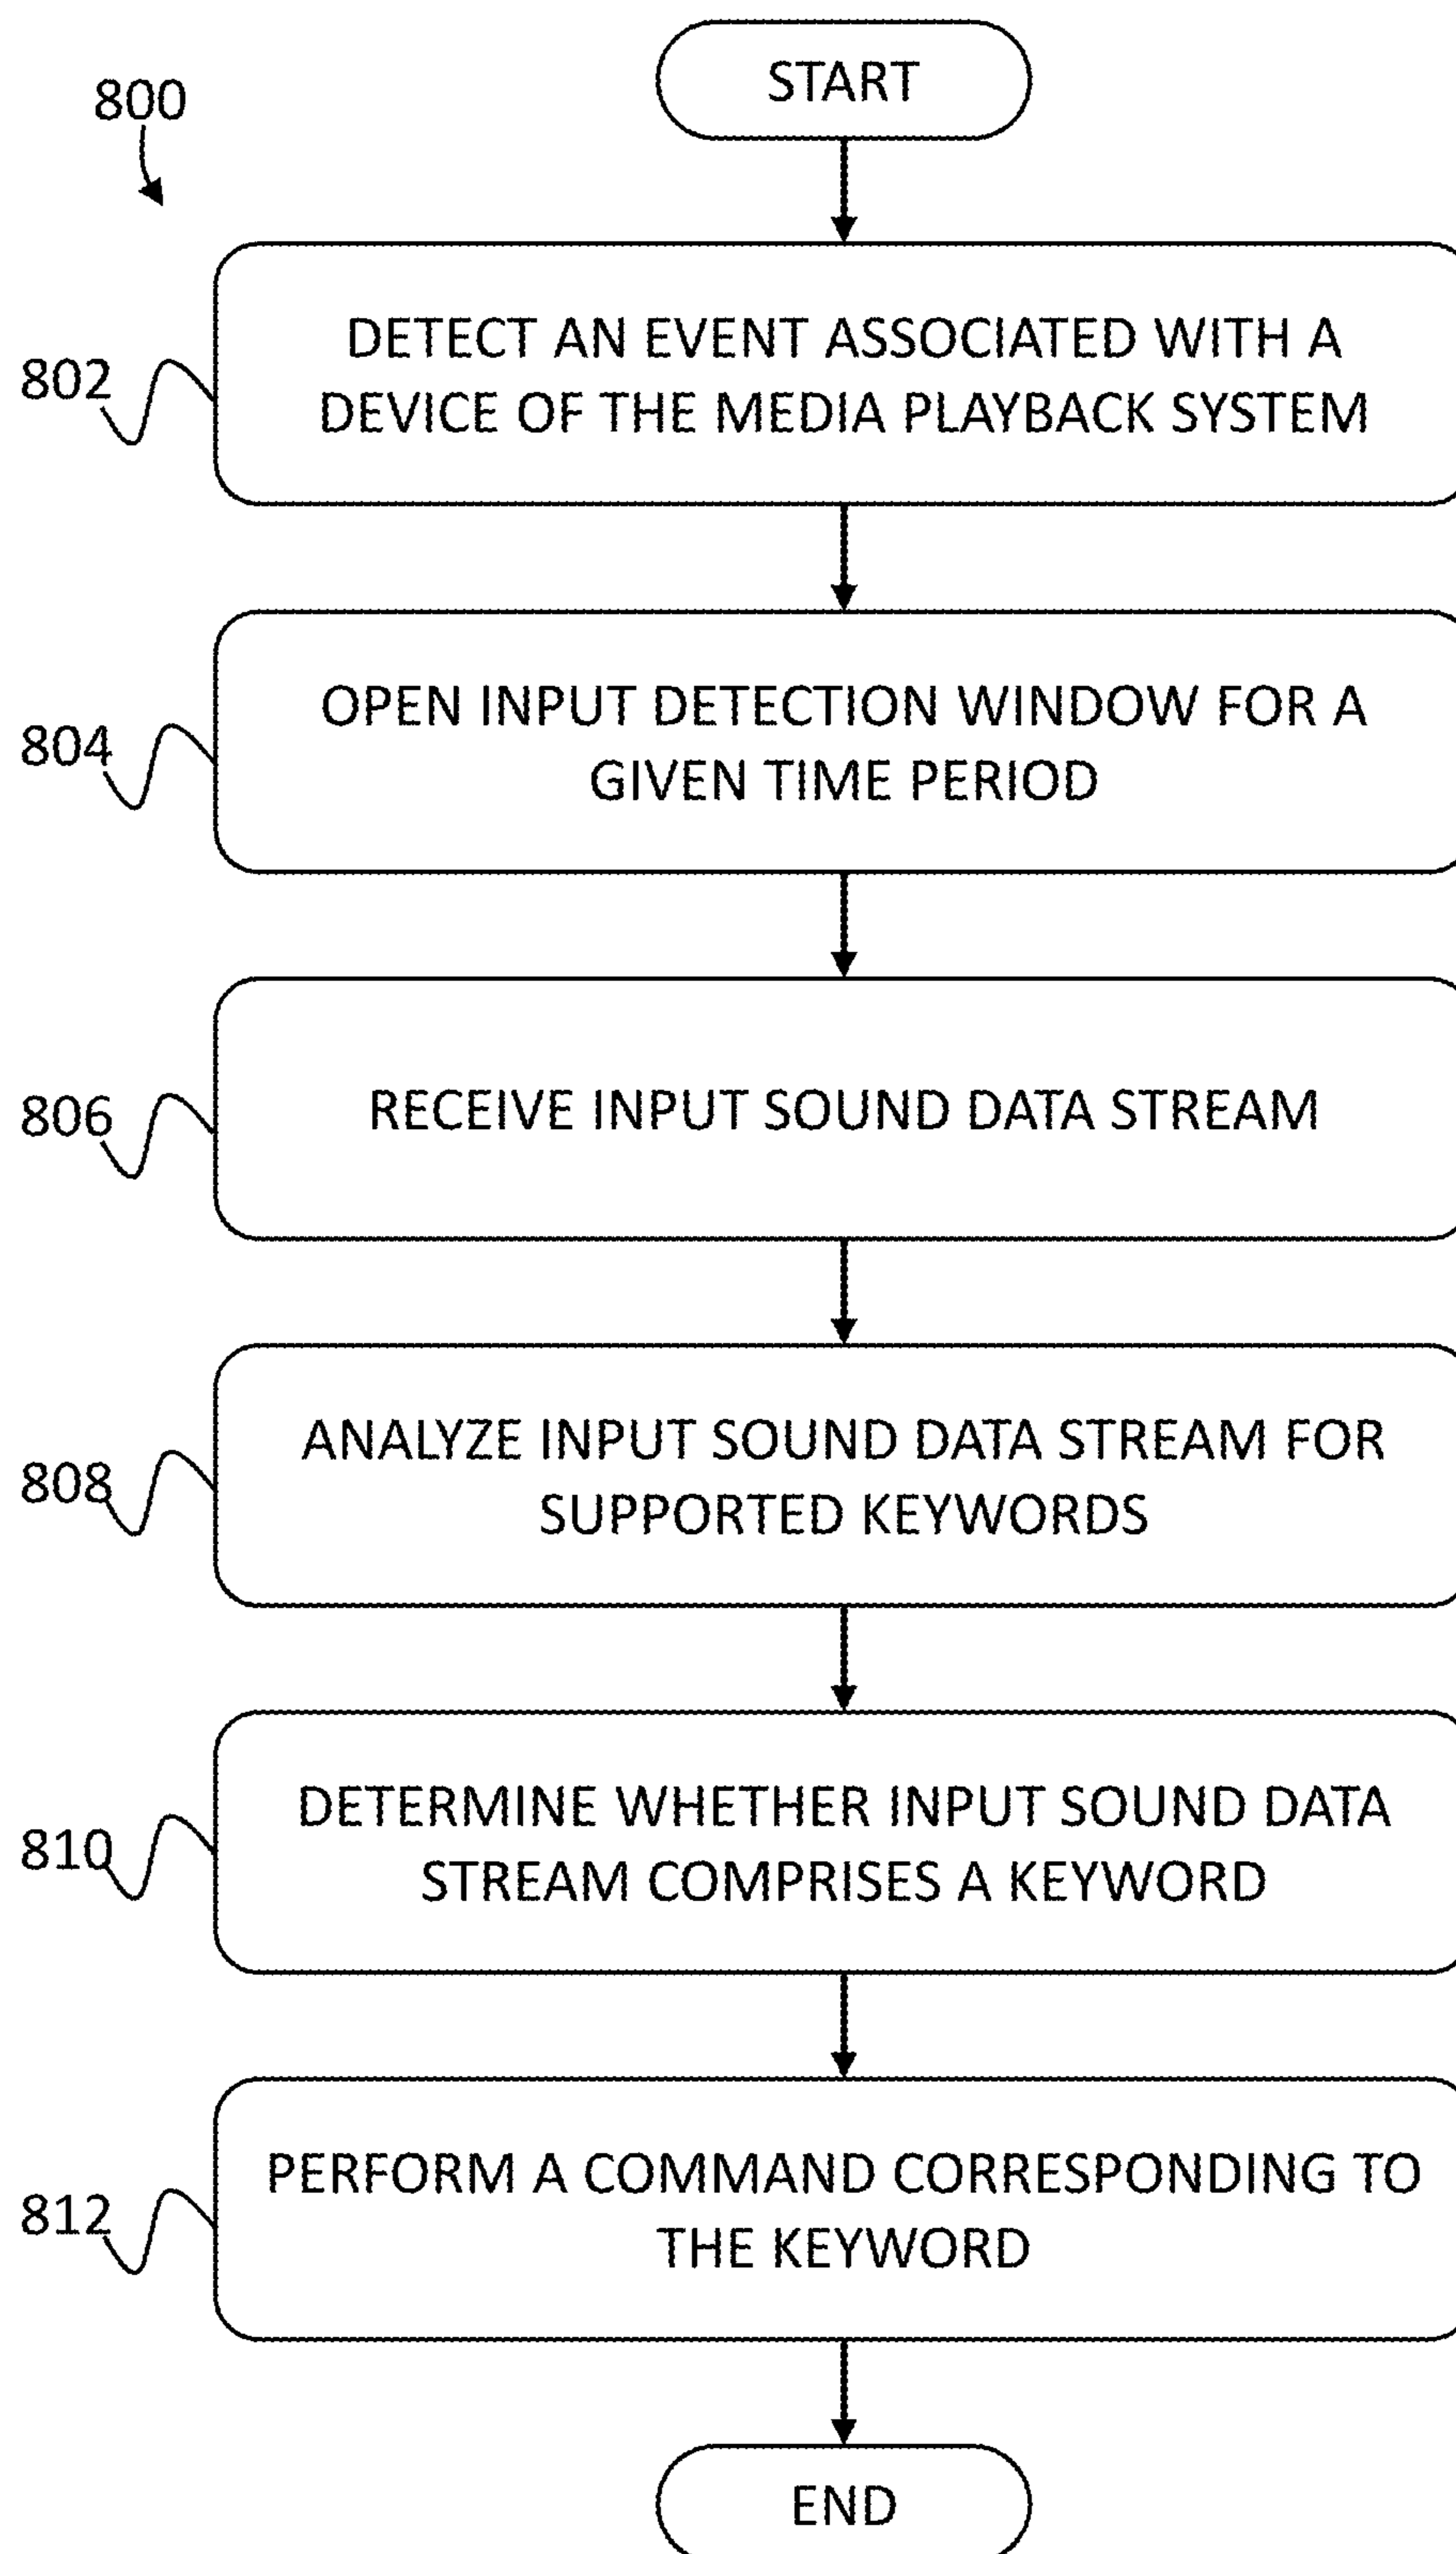 START
800
DETECT AN EVENT ASSOCIATED WITH A
DEVICE OF THE MEDIA PLAYBACK SYSTEM
802
OPEN INPUT DETECTION WINDOW FOR A
GIVEN TIME PERIOD
804
RECEIVE INPUT SOUND DATA STREAM
806
ANALYZE INPUT SOUND DATA STREAM FOR
SUPPORTED KEYWORDS
808
DETERMINE WHETHER INPUT SOUND DATA
STREAM COMPRISES A KEYWORD
810
PERFORM A COMMAND CORRESPONDING TO
THE KEYWORD
812
END